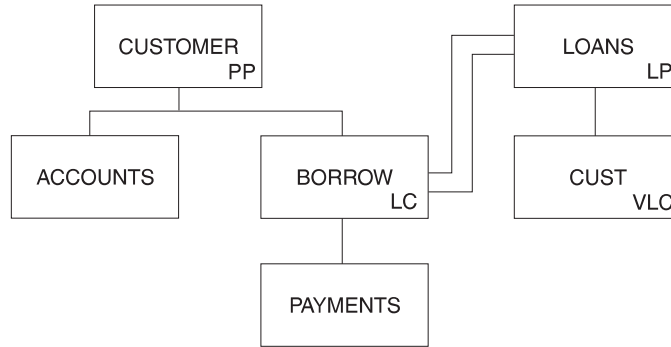 CUSTOMER
PP
LOANS
LP
ACCOUNTS
BORROW
LC
CUST
VLC
PAYMENTS